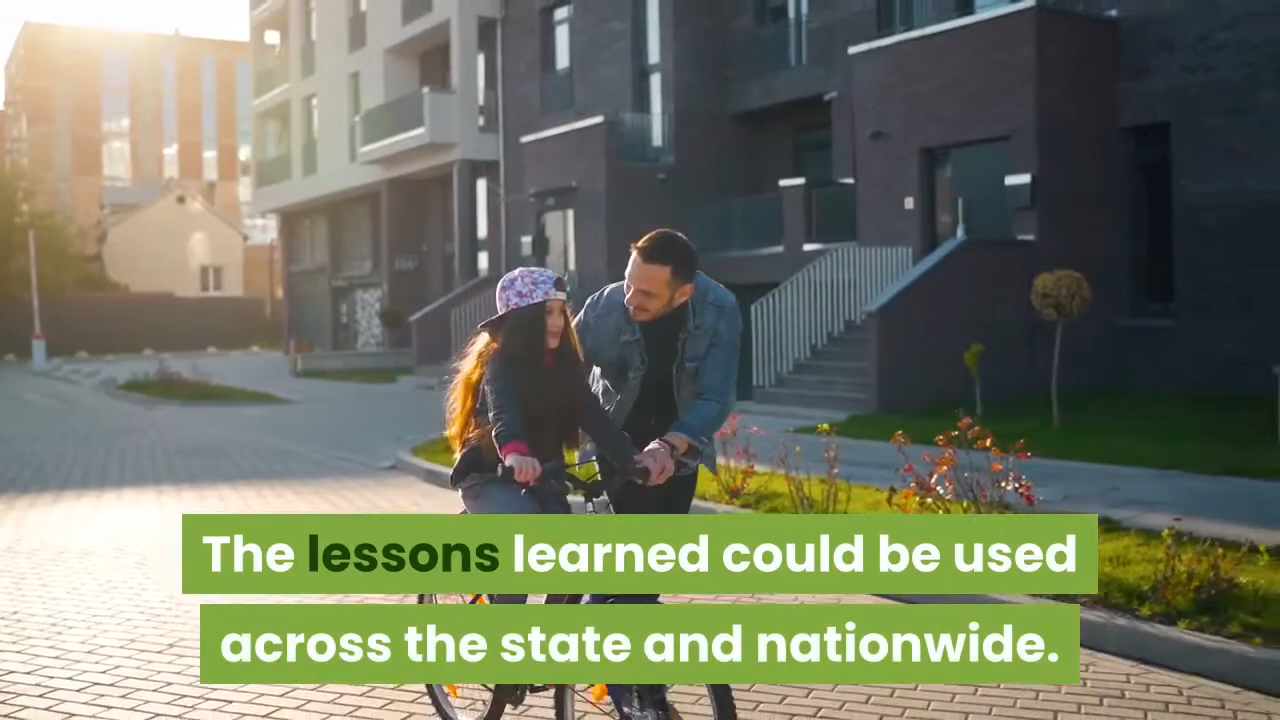 The lessons learned could be used
across the state and nationwide.